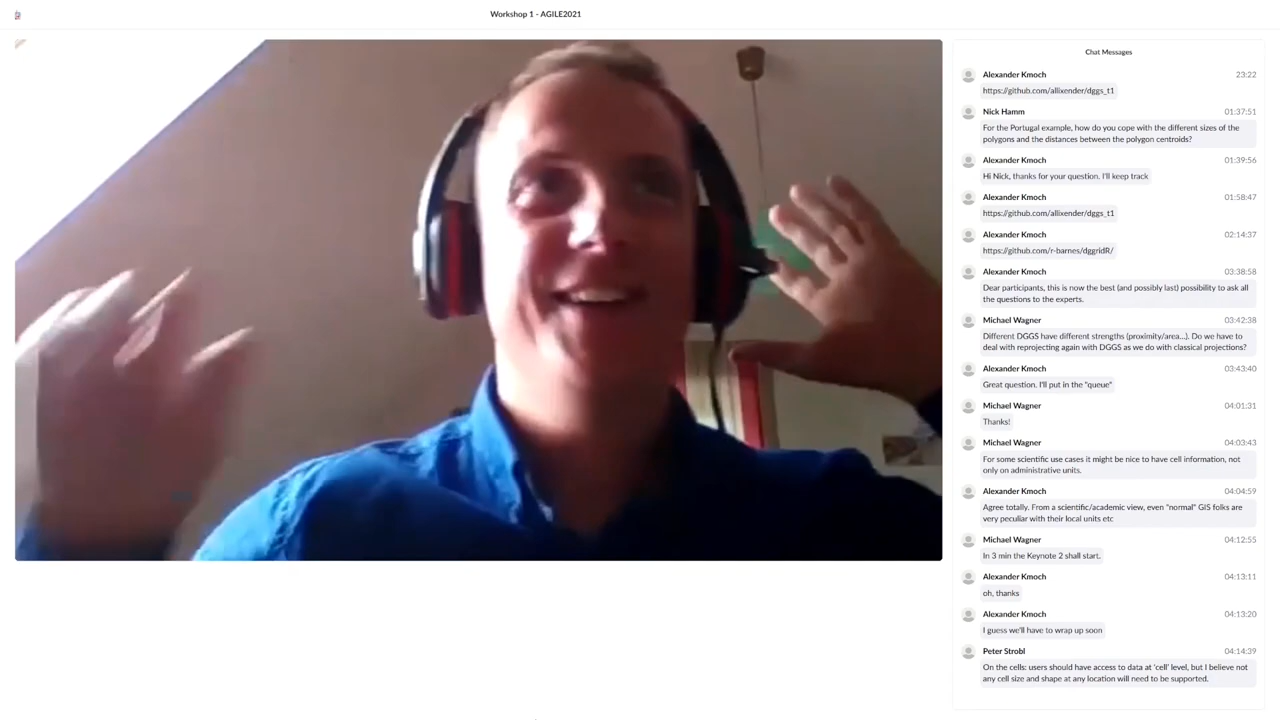 Workshop 1 - AGILE2021
Chat Messages
Alexander Kmoch 23:22
https://github.com/allixender/dggs_t1
Nick Hamm 01:37:51
For the Portugal example, how do you cope with the different sizes of the
polygons and the distances between the polygon centroids?
Alexander Kmoch 01:39:56
Hi Nick, thanks for your question. I'll keep track
Alexander Kmoch 01:58:47
https://github.com/allixender/dggs_t1
Alexander Kmoch 02:14:37
https://github.com/r-barnes/dggridR/
Alexander Kmoch 03:38:58
Dear participants, this is now the best (and possibly last) possibility to ask all
the questions to the experts.
Michael Wagner 03:42:38
Different DGGS have different strengths (proximity/area...). Do we have to
deal with reprojecting again with DGGS as we do with classical projections?
Alexander Kmoch 03:43:40
Great question. I'll put in the "queue"
Michael Wagner 04:01:31
Thanks!
Michael Wagner 04:03:43
For some scientific use cases it might be nice to have cell information, not
only on administrative units.
Alexander Kmoch 04:04:59
Agree totally. From a scientific/academic view, even "normal" GIS folks are
very peculiar with their local units etc
Michael Wagner 04:12:55
In 3 min the Keynote 2 shall start.
Alexander Kmoch 04:13:11
oh, thanks
Alexander Kmoch 04:13:20
I guess we'll have to wrap up soon
Peter Strobl 04:14:39
On the cells: users should have access to data at 'cell' level, but I believe not
any cell size and shape at any location will need to be supported.